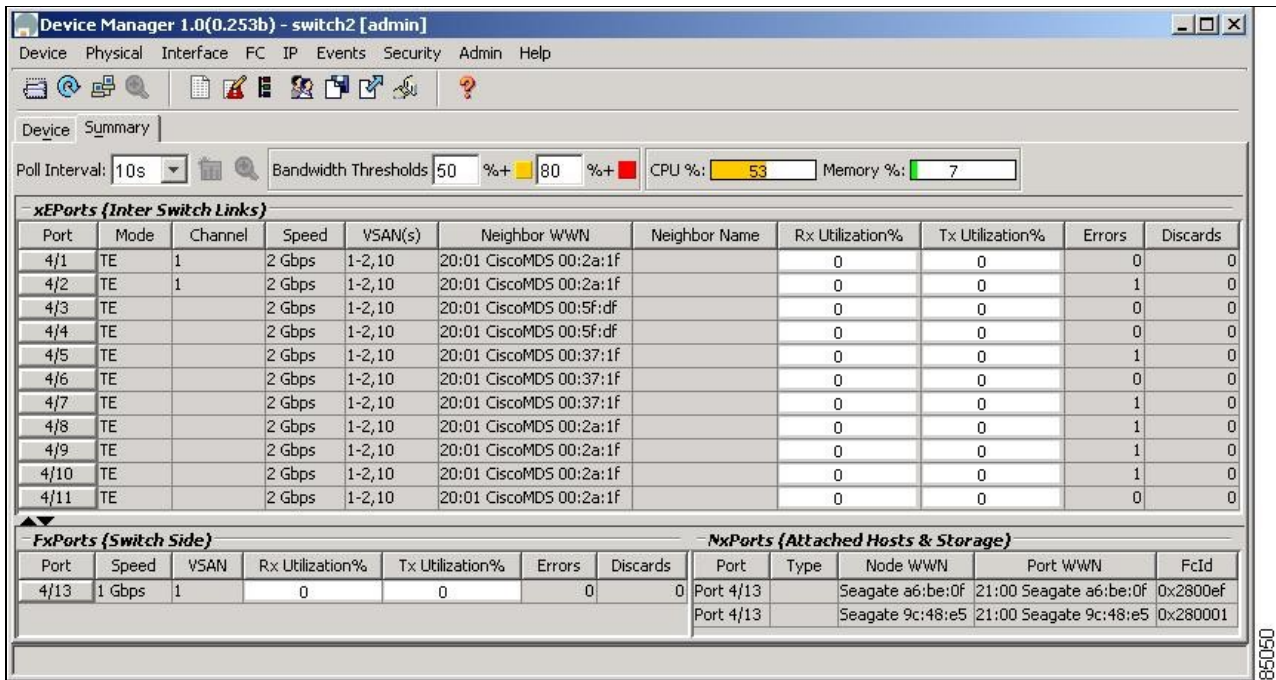 Device Manager 1.0(0.253b) - switch2 [admin]
Device Physical Interface FC IP Events Security Admin Help
Device Summary
Poll Interval: 10s Bandwidth Thresholds 50 %+ 80 %+ CPU %: 53 Memory %: 7
xEPorts {Inter Switch Links}
Port Mode Channel Speed VSAN(s) Neighbor WWN Neighbor Name Rx Utilization% Tx Utilization% Errors Discards
4/1 TE 1 2 Gbps 1-2,10 20:01 CiscoMDS 00:2a:1f 0 0 0 0
4/2 TE 1 2 Gbps 1-2,10 20:01 CiscoMDS 00:2a:1f 0 0 1 0
4/3 TE 2 Gbps 1-2,10 20:01 CiscoMDS 00:5f:df 0 0 0 0
4/4 TE 2 Gbps 1-2,10 20:01 CiscoMDS 00:5f:df 0 0 0 0
4/5 TE 2 Gbps 1-2,10 20:01 CiscoMDS 00:37:1f 0 0 1 0
4/6 TE 2 Gbps 1-2,10 20:01 CiscoMDS 00:37:1f 0 0 0 0
4/7 TE 2 Gbps 1-2,10 20:01 CiscoMDS 00:37:1f 0 0 1 0
4/8 TE 2 Gbps 1-2,10 20:01 CiscoMDS 00:2a:1f 0 0 1 0
4/9 TE 2 Gbps 1-2,10 20:01 CiscoMDS 00:2a:1f 0 0 1 0
4/10 TE 2 Gbps 1-2,10 20:01 CiscoMDS 00:2a:1f 0 0 1 0
4/11 TE 2 Gbps 1-2,10 20:01 CiscoMDS 00:2a:1f 0 0 0 0
FxPorts {Switch Side}
Port Speed VSAN Rx Utilization% Tx Utilization% Errors Discards
4/13 1 Gbps 1 0 0 0 0
NxPorts {Attached Hosts & Storage}
Port Type Node WWN Port WWN FcId
Port 4/13 Seagate a6:be:0f 21:00 Seagate a6:be:0f 0x2800ef
Port 4/13 Seagate 9c:48:e5 21:00 Seagate 9c:48:e5 0x280001
85050